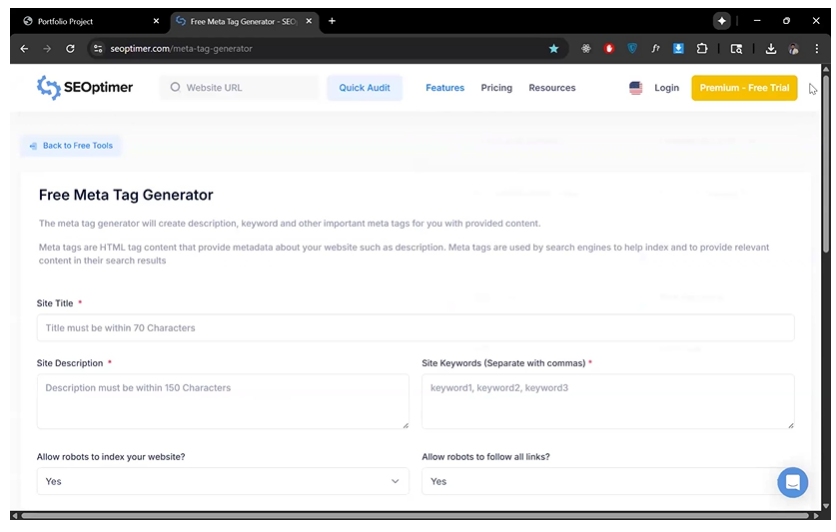 Portfolio Project
Free Meta Tag Generator - SEO
seoptimer.com/meta-tag-generator
SEOptimer
Website URL
Quick Audit
Features
Pricing
Resources
Login
Premium - Free Trial
Back to Free Tools
Free Meta Tag Generator
The meta tag generator will create description, keyword and other important meta tags for you with provided content.
Meta tags are HTML tag content that provide metadata about your website such as description. Meta tags are used by search engines to help index and to provide relevant
content in their search results
Site Title *
Title must be within 70 Characters
Site Description *
Site Keywords (Separate with commas) *
Description must be within 150 Characters
keyword1, keyword2, keyword3
Allow robots to index your website?
Allow robots to follow all links?
Yes
Yes